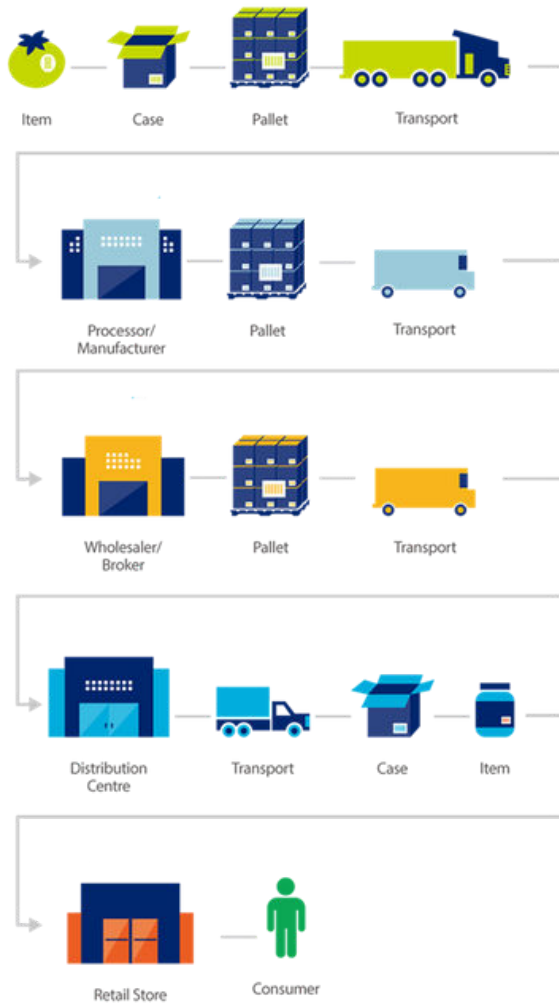 Item
Case
Pallet
Transport
Processor/
Manufacturer
Pallet
Transport
Wholesaler/
Broker
Pallet
Transport
Distribution
Centre
Transport
Case
Item
Retail Store
Consumer